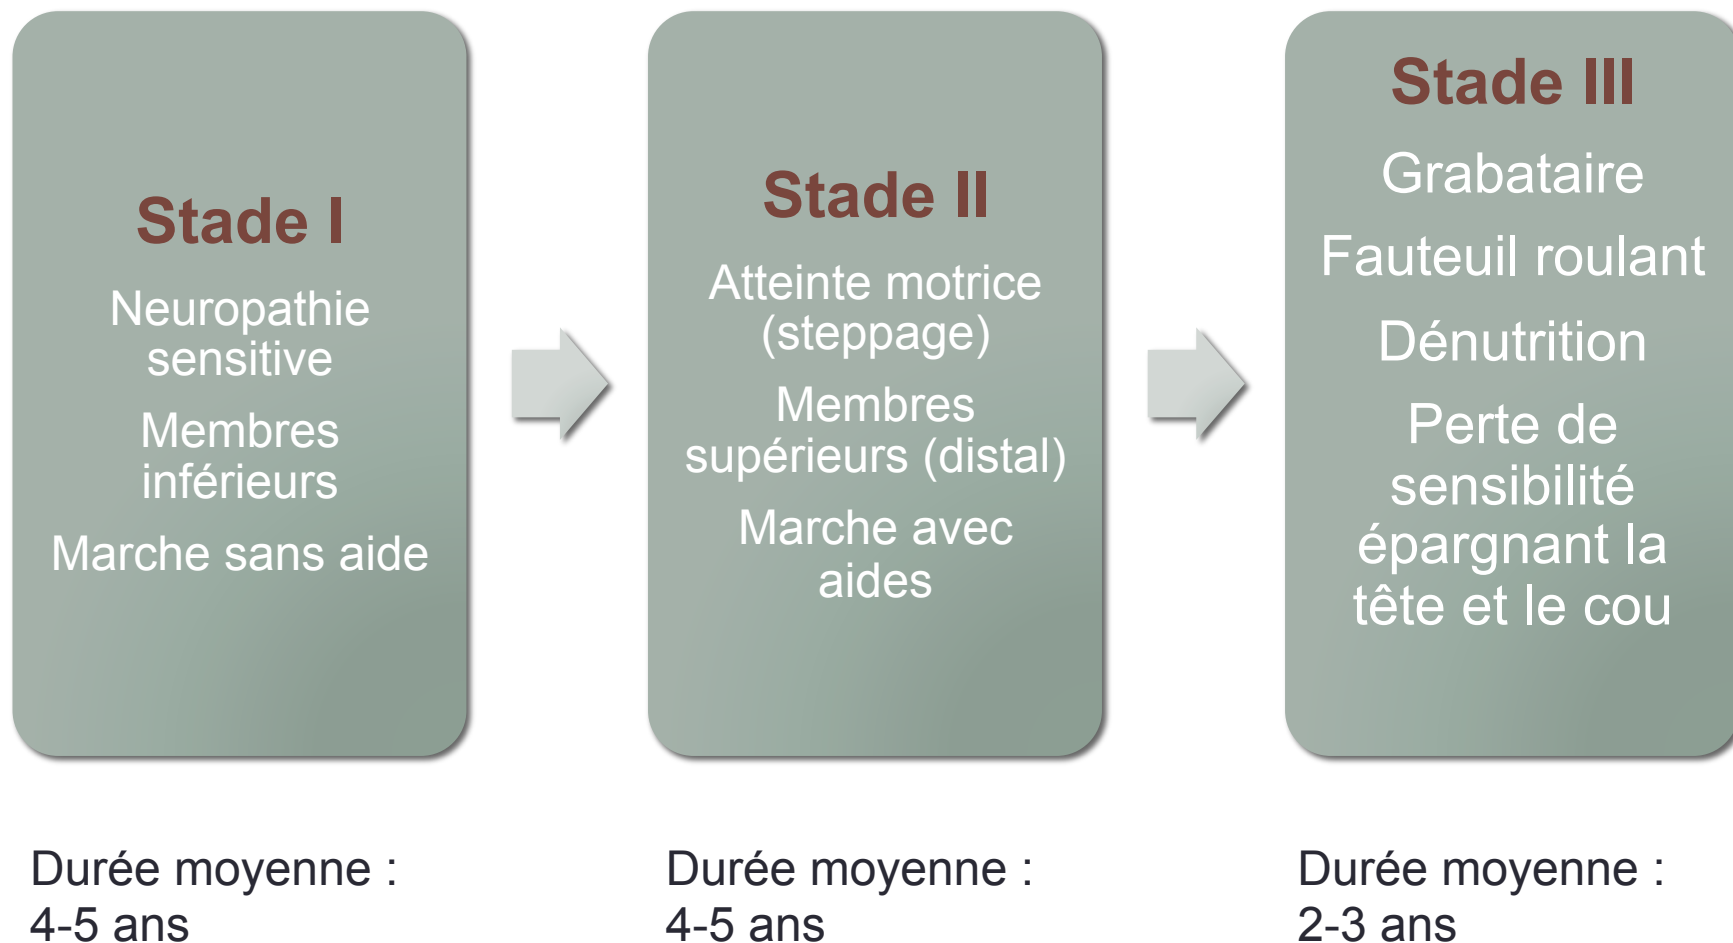 Stade I
Neuropathie
sensitive
Membres
inférieurs
Marche sans aide
Durée moyenne :
4-5 ans
Stade II
Atteinte motrice
(steppage)
Membres
supérieurs (distal)
Marche avec
aides
Durée moyenne :
4-5 ans
Stade III
Grabataire
Fauteuil roulant
Dénutrition
Perte de
sensibilité
épargnant la
tête et le cou
Durée moyenne :
2-3 ans